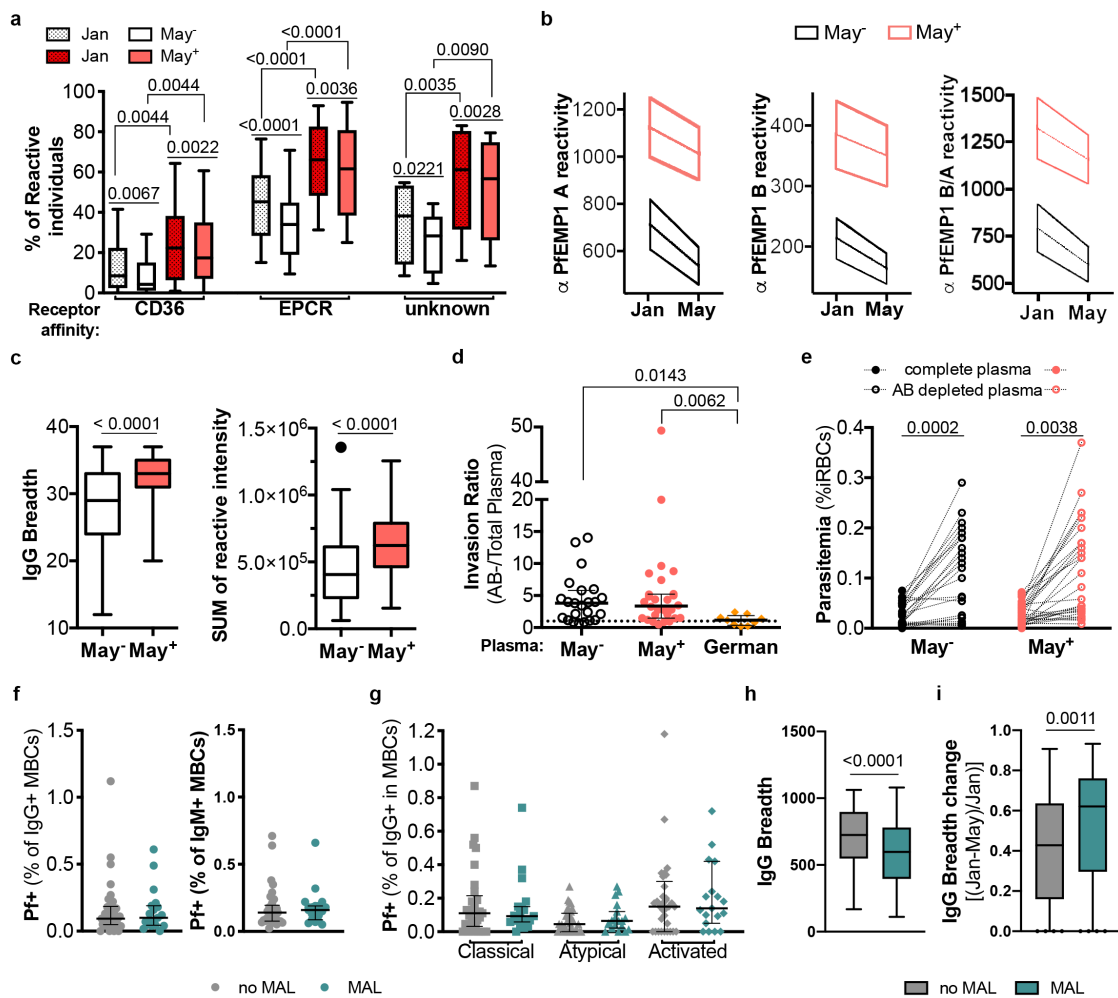 a
Jan
May-
Jan
May+
<0.0001
0.0090
0.0044
<0.0001
0.0035
0.0044
0.0036
0.0028
0.0022
<0.0001
0.0221
0.0067
100
80
60
40
20
0
% of Reactive
individuals
Receptor
affinity:
CD36
EPCR
unknown
b
May-
May+
α PfEMP1 A reactivity
1200
1000
800
600
Jan May
α PfEMP1 B reactivity
400
300
200
Jan May
α PfEMP1 B/A reactivity
1500
1250
1000
750
500
Jan May
c
IgG Breadth
40
30
20
10
< 0.0001
May- May+
SUM of reactive intensity
1.5×10⁶
1.0×10⁶
5.0×10⁵
0.0
< 0.0001
May- May+
d
0.0143
0.0062
Invasion Ratio
(AB-/Total Plasma)
50
40
20
15
10
5
0
Plasma: May- May+ German
e
complete plasma
AB depleted plasma
0.0002
0.0038
Parasitemia (%iRBCs)
0.4
0.3
0.2
0.1
0.0
May- May+
f
Pf+ (% of IgG+ MBCs)
1.5
1.0
0.5
0.0
Pf+ (% of IgM+ MBCs)
1.5
1.0
0.5
0.0
no MAL
MAL
g
Pf+ (% of IgG+ in MBCs)
1.2
1.0
0.8
0.6
0.4
0.2
0.0
Classical Atypical Activated
h
IgG Breadth
1500
1000
500
0
<0.0001
i
IgG Breadth change
[(Jan-May)/Jan)]
1.0
0.8
0.6
0.4
0.2
0.0
0.0011
no MAL
MAL